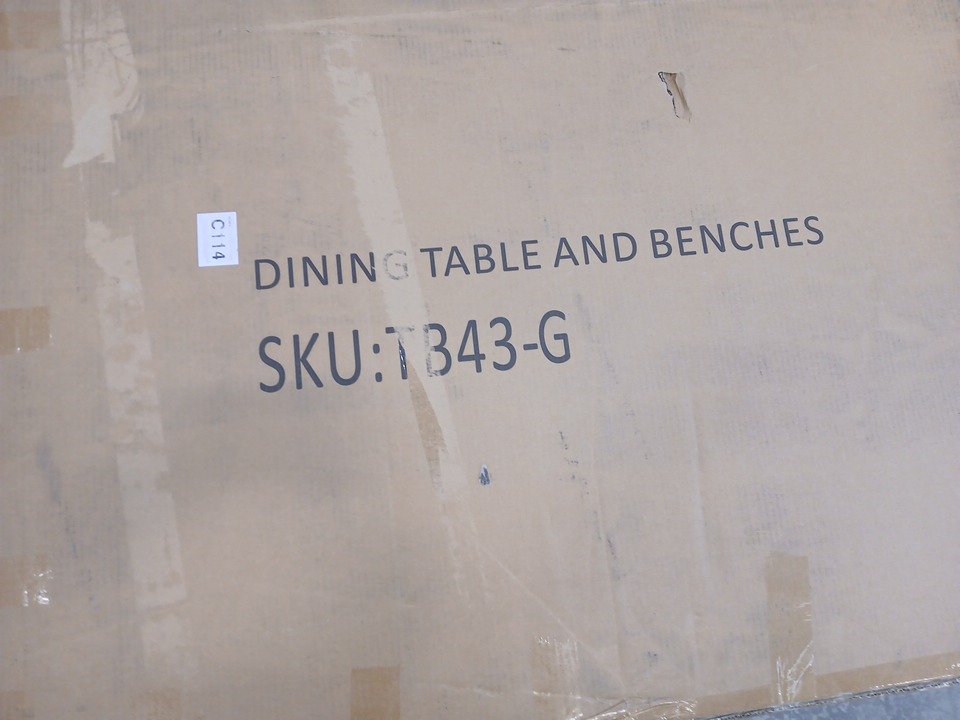 C114
DINING TABLE AND BENCHES
SKU:TB43-G